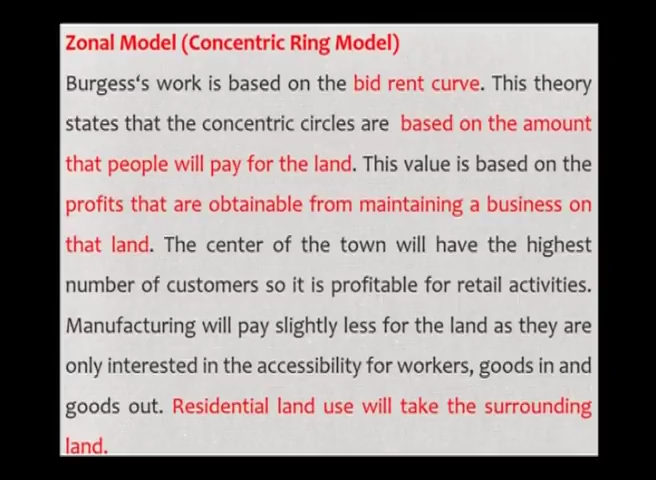 Zonal Model (Concentric Ring Model)
Burgess‘s work is based on the bid rent curve. This theory
states that the concentric circles are based on the amount
that people will pay for the land. This value is based on the
profits that are obtainable from maintaining a business on
that land. The center of the town will have the highest
number of customers so it is profitable for retail activities.
Manufacturing will pay slightly less for the land as they are
only interested in the accessibility for workers, goods in and
goods out. Residential land use will take the surrounding
land.